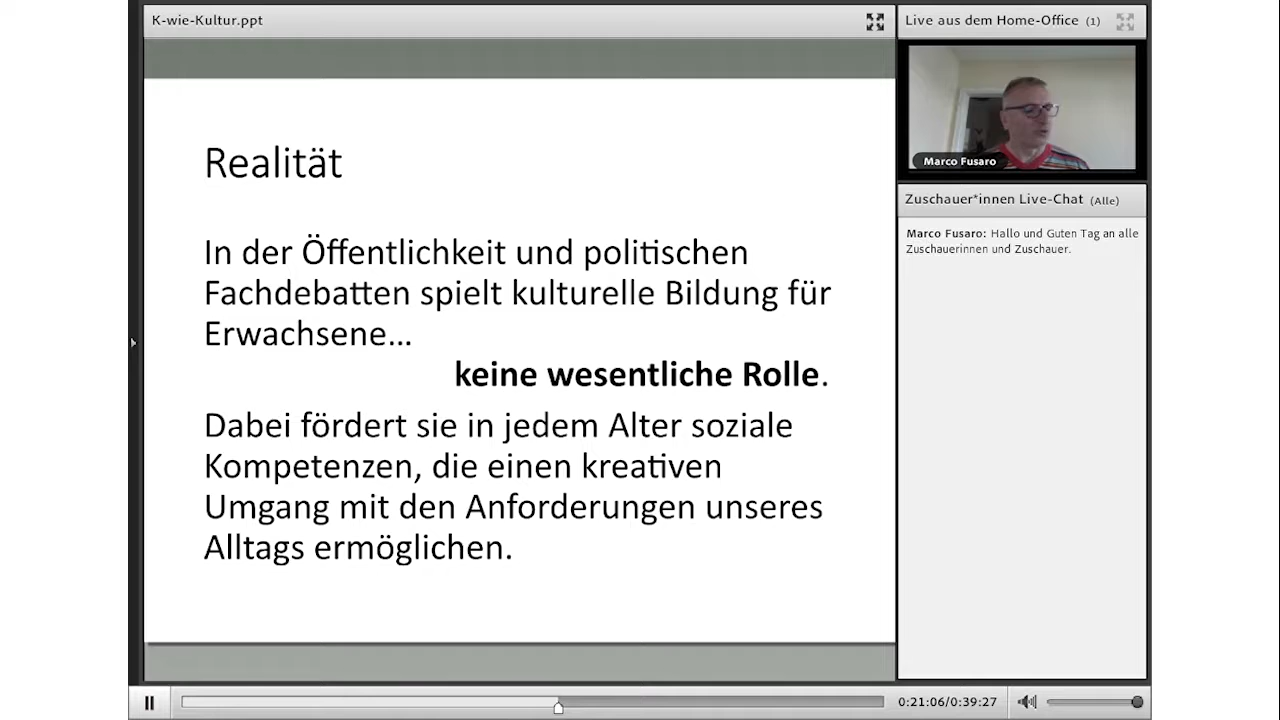 K-wie-Kultur.ppt
Realität
In der Öffentlichkeit und politischen
Fachdebatten spielt kulturelle Bildung für
Erwachsene...
keine wesentliche Rolle.
Dabei fördert sie in jedem Alter soziale
Kompetenzen, die einen kreativen
Umgang mit den Anforderungen unseres
Alltags ermöglichen.
Live aus dem Home-Office (1)
Marco Fusaro
Zuschauer*innen Live-Chat (Alle)
Marco Fusaro: Hallo und Guten Tag an alle
Zuschauerinnen und Zuschauer.
0:21:06/0:39:27